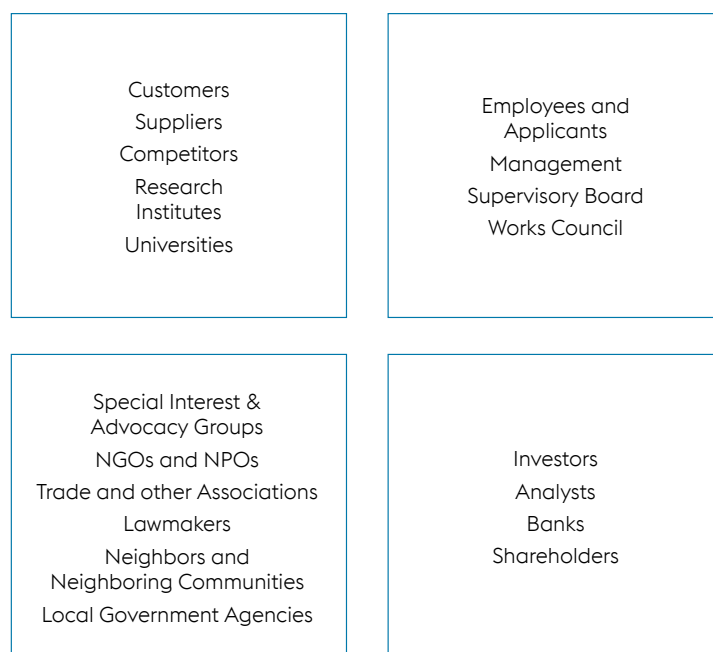 Customers
Suppliers
Competitors
Research
Institutes
Universities
Employees and
Applicants
Management
Supervisory Board
Works Council
Special Interest &
Advocacy Groups
NGOs and NPOs
Trade and other Associations
Lawmakers
Neighbors and
Neighboring Communities
Local Government Agencies
Investors
Analysts
Banks
Shareholders